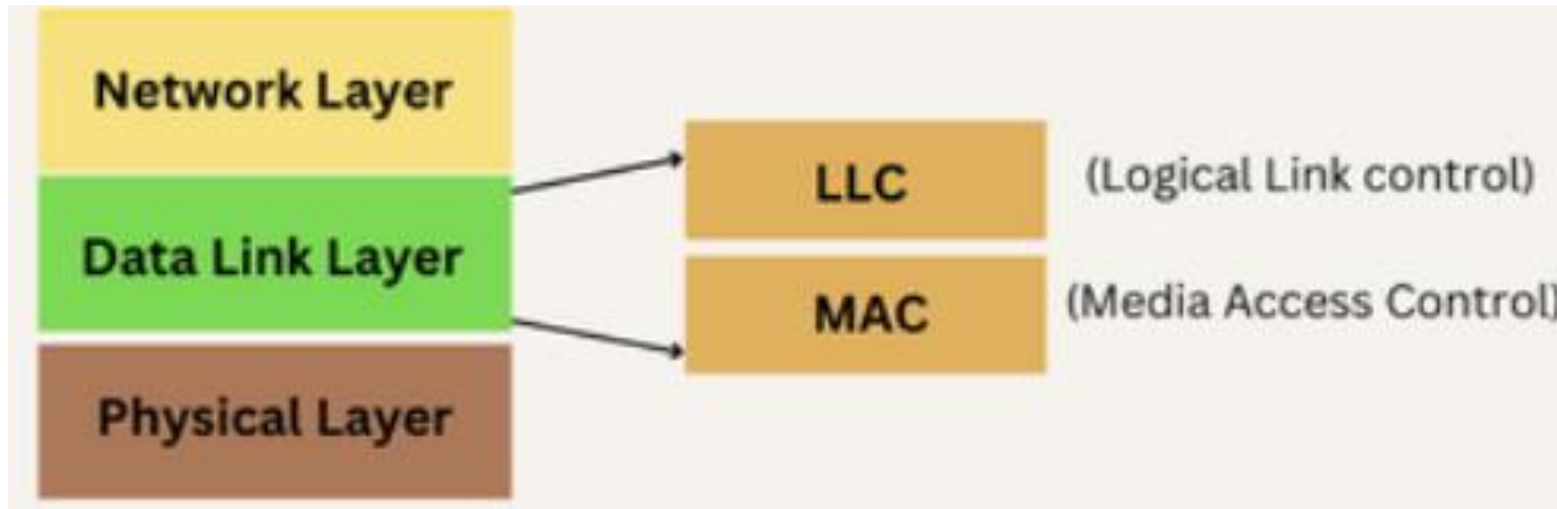 Network Layer
Data Link Layer
Physical Layer
LLC
(Logical Link control)
MAC
(Media Access Control)